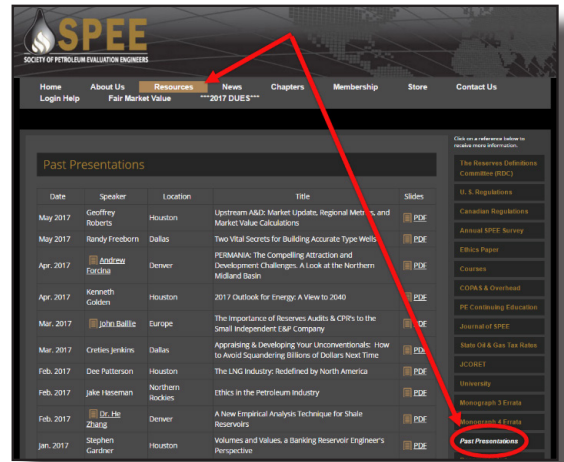 SPEE
SOCIETY OF PETROLEUM EVALUATION ENGINEERS
Home About Us Resources News Chapters Membership Store Contact Us
Login Help Fair Market Value ***2017 DUES***
Click on a reference below to
receive more information.
Past Presentations
Date Speaker Location Title Slides
May 2017 Geoffrey Roberts Houston Upstream A&D: Market Update, Regional Metrics, and
Market Value Calculations PDF
May 2017 Randy Freeborn Dallas Two Vital Secrets for Building Accurate Type Wells PDF
Apr. 2017 Andrew Forcina Denver PERMANIA: The Compelling Attraction and
Development Challenges. A Look at the Northern
Midland Basin PDF
Apr. 2017 Kenneth Golden Houston 2017 Outlook for Energy: A View to 2040 PDF
Mar. 2017 John Baillie Europe The Importance of Reserves Audits & CPR's to the
Small Independent E&P Company PDF
Mar. 2017 Creties Jenkins Dallas Appraising & Developing Your Unconventionals: How
to Avoid Squandering Billions of Dollars Next Time PDF
Feb. 2017 Dee Patterson Houston The LNG Industry: Redefined by North America PDF
Feb. 2017 Jake Haseman Northern Rockies Ethics in the Petroleum Industry PDF
Feb. 2017 Dr. He Zhang Denver A New Empirical Analysis Technique for Shale
Reservoirs PDF
Jan. 2017 Stephen Gardner Houston Volumes and Values, a Banking Reservoir Engineer's
Perspective PDF
The Reserves Definitions
Committee (RDC)
U. S. Regulations
Canadian Regulations
Annual SPEE Survey
Ethics Paper
Courses
COPAS & Overhead
PE Continuing Education
Journal of SPEE
State Oil & Gas Tax Rates
JCORET
University
Monograph 3 Errata
Monograph 4 Errata
Past Presentations